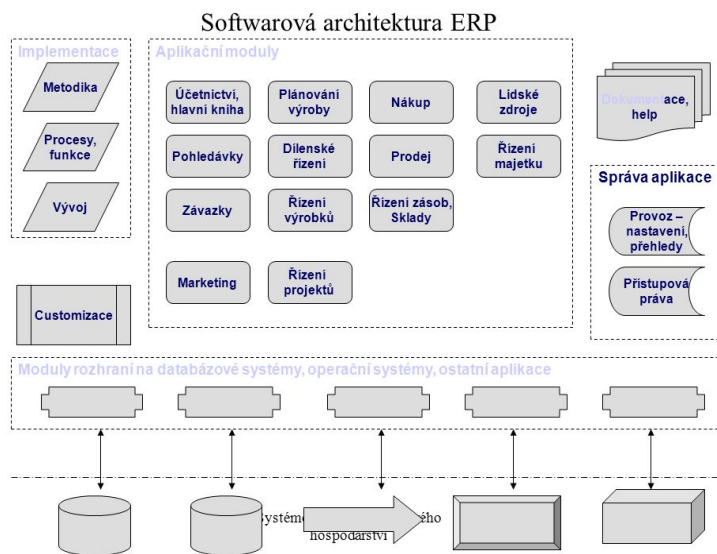 Softwarová architektura ERP
Implementace
Metodika
Procesy,
funkce
Vývoj
Customizace
Aplikační moduly
Účetnictví,
hlavní kniha
Plánování
výroby
Nákup
Lidské
zdroje
Pohledávky
Dílenské
řízení
Prodej
Řízení
majetku
Závazky
Řízení
výrobků
Řízení zásob,
Sklady
Marketing
Řízení
projektů
Dokumentace,
help
Správa aplikace
Provoz –
nastavení,
přehledy
Přístupová
práva
Moduly rozhraní na databázové systémy, operační systémy, ostatní aplikace
hospodářství